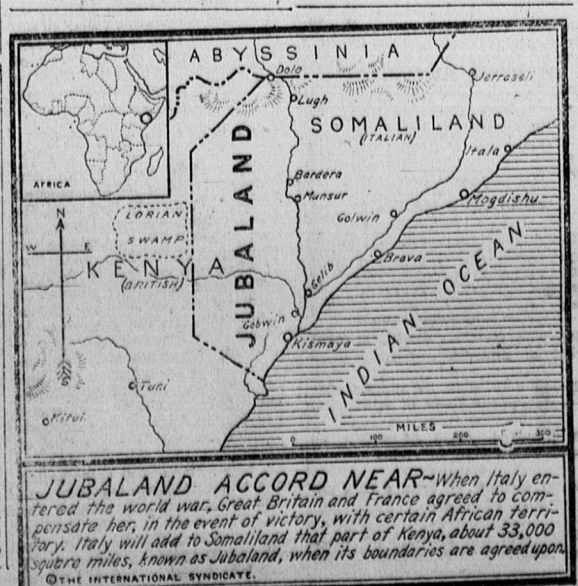 ABYSSINIA
Dolo
Jerraseli
Lugh
SOMALILAND
(ITALIAN)
Itala
AFRICA
JUBALAND
Bardera
Munsur
Mogdishu
LORIAN
SWAMP
N
W E
Golwin
KENYA
(BRITISH)
Brava
Gelib
Gobwin
Kismaya
INDIAN OCEAN
Turi
Kitui
MILES
0 100 200 300
JUBALAND ACCORD NEAR~When Italy en-
tered the world war, Great Britain and France agreed to com-
pensate her, in the event of victory, with certain African terri-
tory. Italy will add to Somaliland that part of Kenya, about 33,000
square miles, known as Jubaland, when its boundaries are agreed upon.
©THE INTERNATIONAL SYNDICATE.